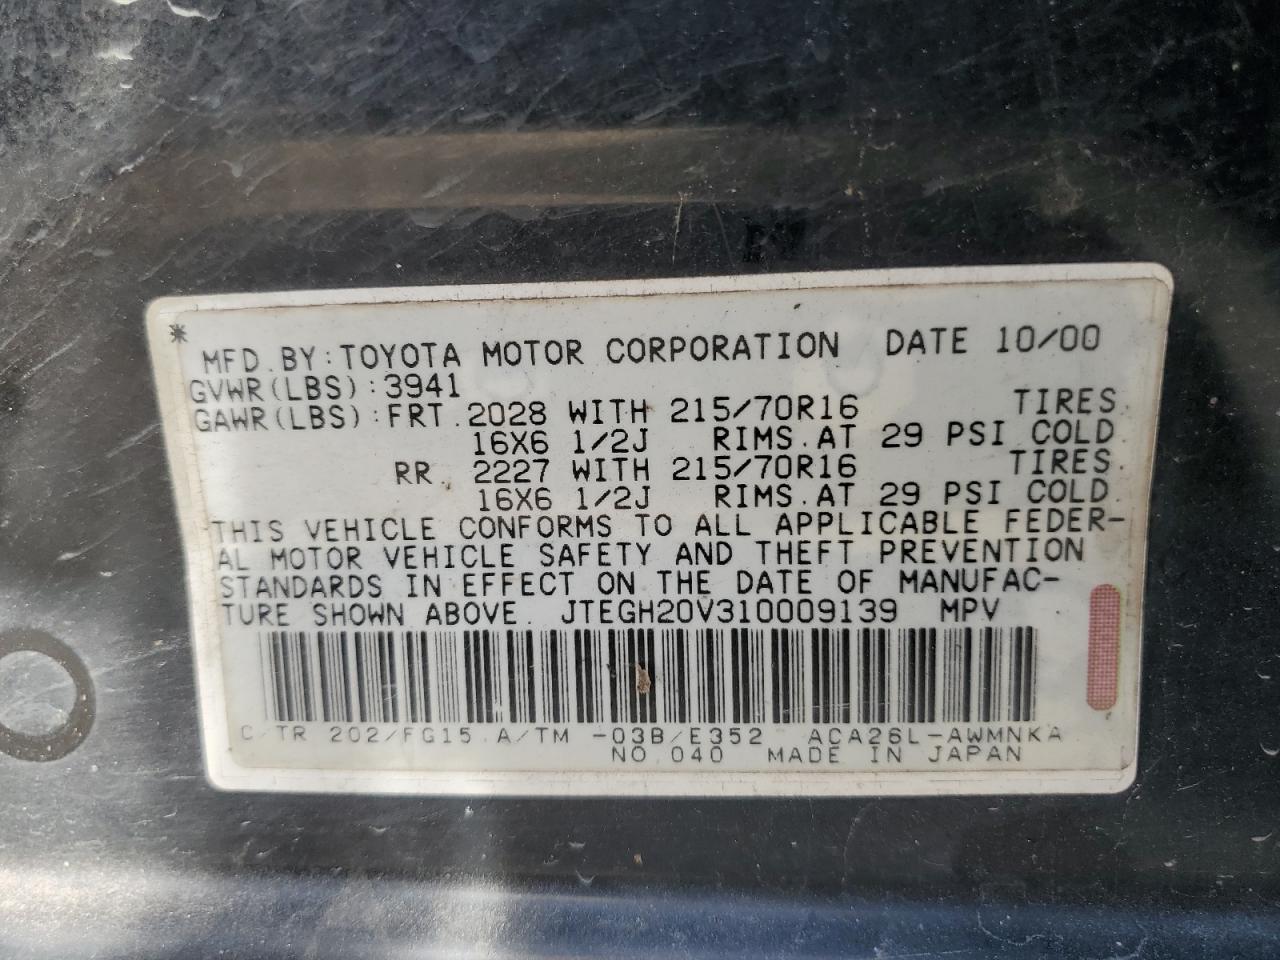 * MFD. BY: TOYOTA MOTOR CORPORATION DATE 10/00
GVWR(LBS): 3941
GAWR(LBS): FRT. 2028 WITH 215/70R16 TIRES.
16X6 1/2J RIMS. AT 29 PSI COLD.
RR. 2227 WITH 215/70R16 TIRES.
16X6 1/2J RIMS. AT 29 PSI COLD.
THIS VEHICLE CONFORMS TO ALL APPLICABLE FEDER-
AL MOTOR VEHICLE SAFETY AND THEFT PREVENTION
STANDARDS IN EFFECT ON THE DATE OF MANUFAC-
TURE SHOWN ABOVE. JTEGH20V310009139 MPV
C/TR 202/FG15 A/TM -03B/E352 ACA26L-AWMNKA
NO. 040 MADE IN JAPAN